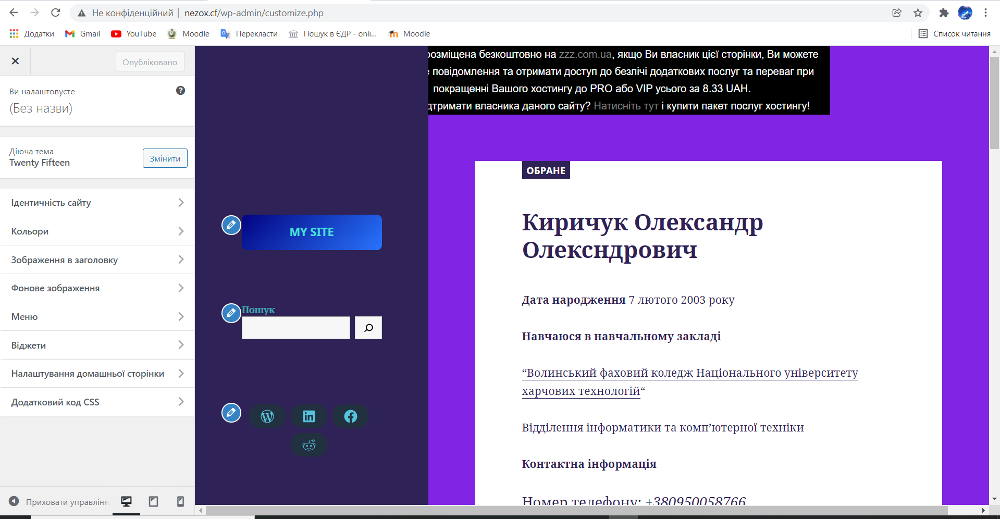 Не конфіденційний | nezox.cf/wp-admin/customize.php
Додатки Gmail YouTube Moodle Перекласти Пошук в ЄДР - onli... Moodle Список читання
Опубліковано
Ви налаштовуєте
(Без назви)
Діюча тема
Twenty Fifteen
Змінити
Ідентичність сайту
Кольори
Зображення в заголовку
Фонове зображення
Меню
Віджети
Налаштування домашньої сторінки
Додатковий код CSS
Приховати управлінн
MY SITE
Пошук
розміщена безкоштовно на zzz.com.ua, якщо Ви власник цієї сторінки, Ви можете
е повідомлення та отримати доступ до безлічі додаткових послуг та переваг при
покращенні Вашого хостингу до PRO або VIP усього за 8.33 UAH.
дтримати власника даного сайту? Натисніть тут і купити пакет послуг хостингу!
ОБРАНЕ
Киричук Олександр
Олексндрович
Дата народження 7 лютого 2003 року
Навчаюся в навчальному закладі
“Волинський фаховий коледж Національного університету
харчових технологій“
Відділення інформатики та комп’ютерної техніки
Контактна інформація
Номер телефону: +380950058766